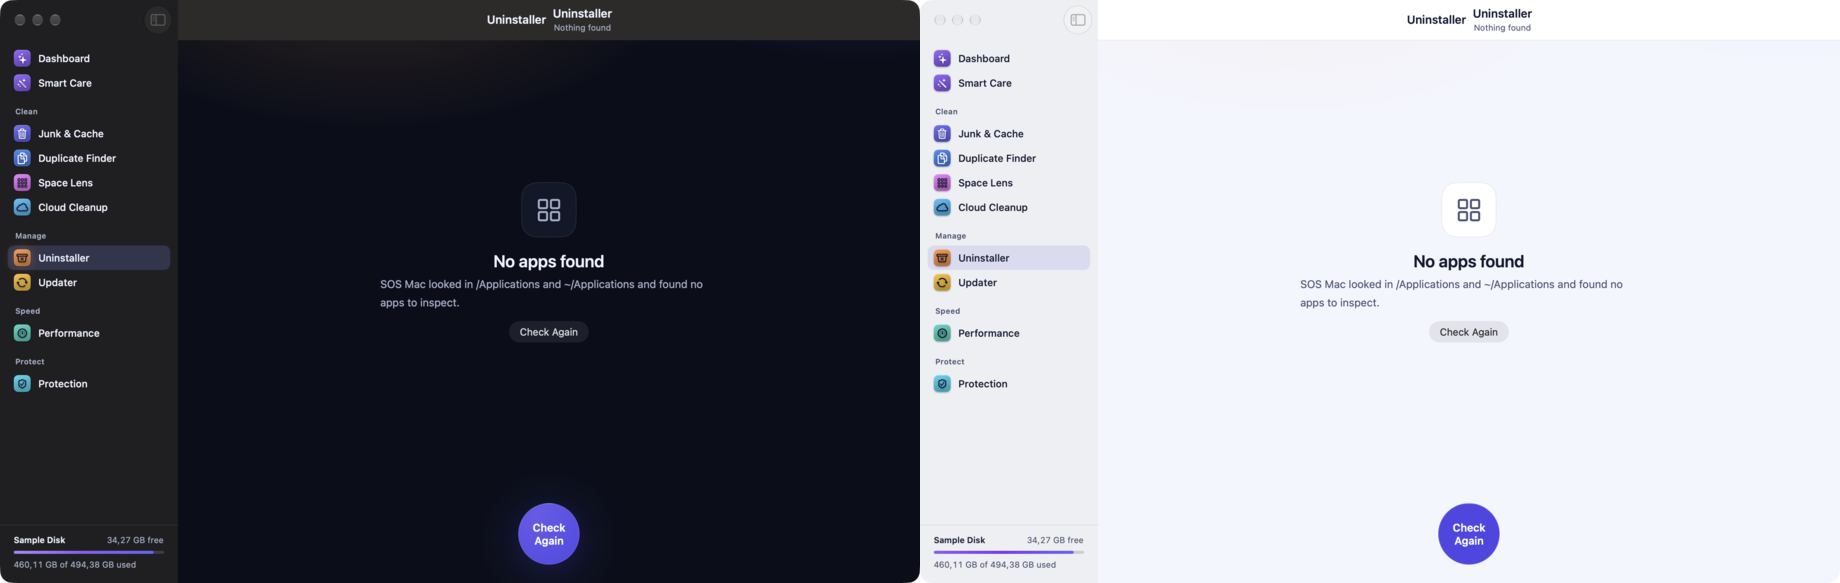 Uninstaller
Uninstaller
Nothing found
Dashboard
Smart Care
Clean
Junk & Cache
Duplicate Finder
Space Lens
Cloud Cleanup
Manage
Uninstaller
Updater
Speed
Performance
Protect
Protection
No apps found
SOS Mac looked in /Applications and ~/Applications and found no
apps to inspect.
Check Again
Check
Again
Sample Disk
34,27 GB free
460,11 GB of 494,38 GB used
Uninstaller
Uninstaller
Nothing found
Dashboard
Smart Care
Clean
Junk & Cache
Duplicate Finder
Space Lens
Cloud Cleanup
Manage
Uninstaller
Updater
Speed
Performance
Protect
Protection
No apps found
SOS Mac looked in /Applications and ~/Applications and found no
apps to inspect.
Check Again
Check
Again
Sample Disk
34,27 GB free
460,11 GB of 494,38 GB used